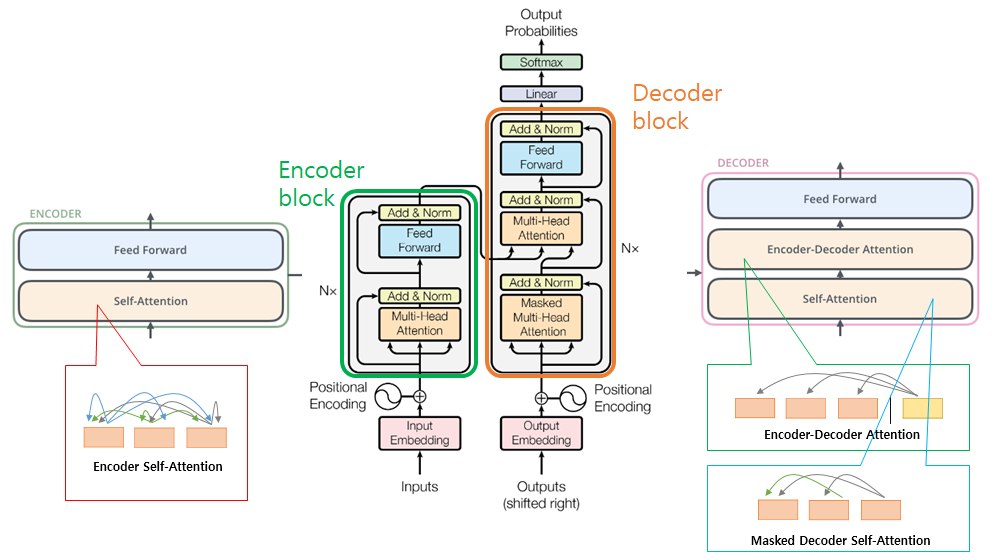 Output
Probabilities
Softmax
Linear
Decoder
block
Add & Norm
Feed
Forward
Add & Norm
Multi-Head
Attention
Nx
Add & Norm
Masked
Multi-Head
Attention
Positional
Encoding
Output
Embedding
Outputs
(shifted right)
Encoder
block
Add & Norm
Feed
Forward
Nx
Add & Norm
Multi-Head
Attention
Positional
Encoding
Input
Embedding
Inputs
ENCODER
Feed Forward
Self-Attention
Encoder Self-Attention
DECODER
Feed Forward
Encoder-Decoder Attention
Self-Attention
Encoder-Decoder Attention
Masked Decoder Self-Attention